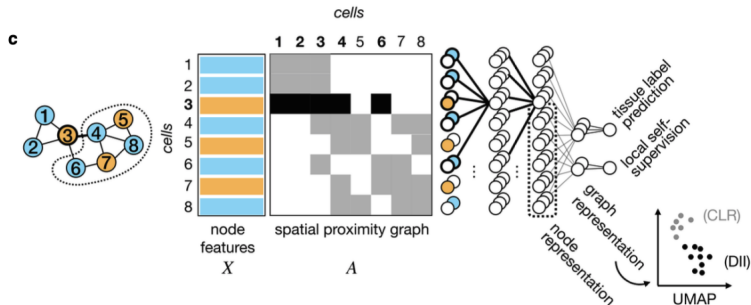 c
cells
1 2 3 4 5 6 7 8
1
2
3
4
5
6
7
8
cells
1
2
3
4
5
6
7
8
node
features
X
spatial proximity graph
A
tissue label
prediction
local self-
supervision
graph
representation
node
representation
(CLR)
(DII)
UMAP